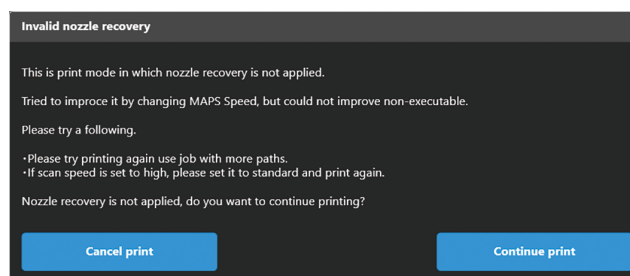 Invalid nozzle recovery
This is print mode in which nozzle recovery is not applied.
Tried to improce it by changing MAPS Speed, but could not improve non-executable.
Please try a following.
・Please try printing again use job with more paths.
・If scan speed is set to high, please set it to standard and print again.
Nozzle recovery is not applied, do you want to continue printing?
Cancel print
Continue print